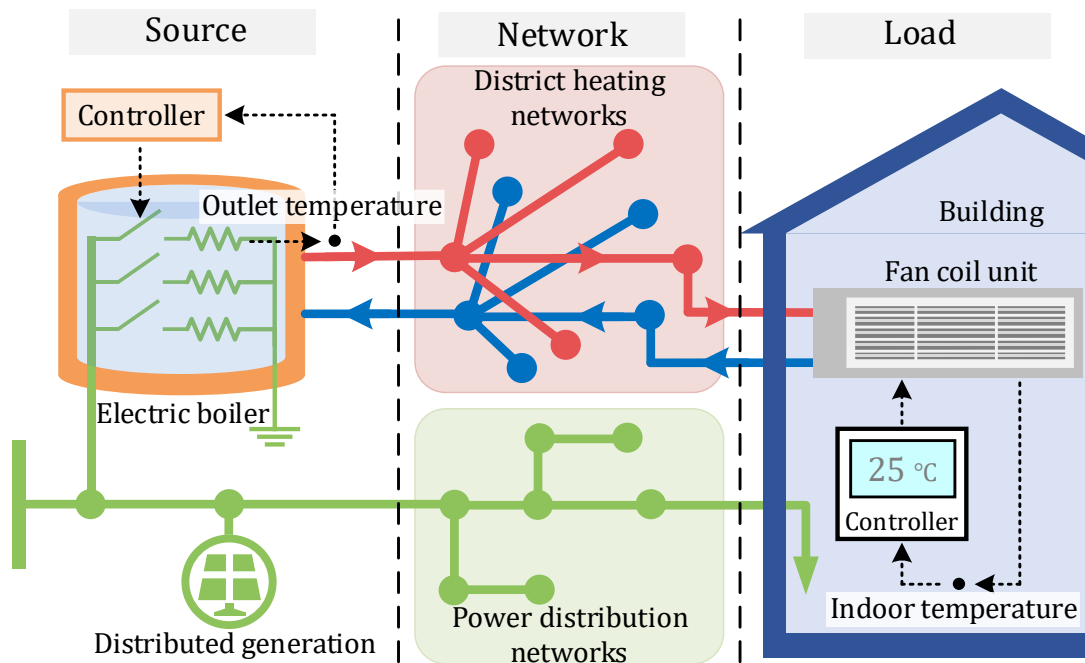 Source
Network
Load
Controller
District heating
networks
Outlet temperature
Building
Fan coil unit
Electric boiler
25 °C
Controller
Indoor temperature
Distributed generation
Power distribution
networks